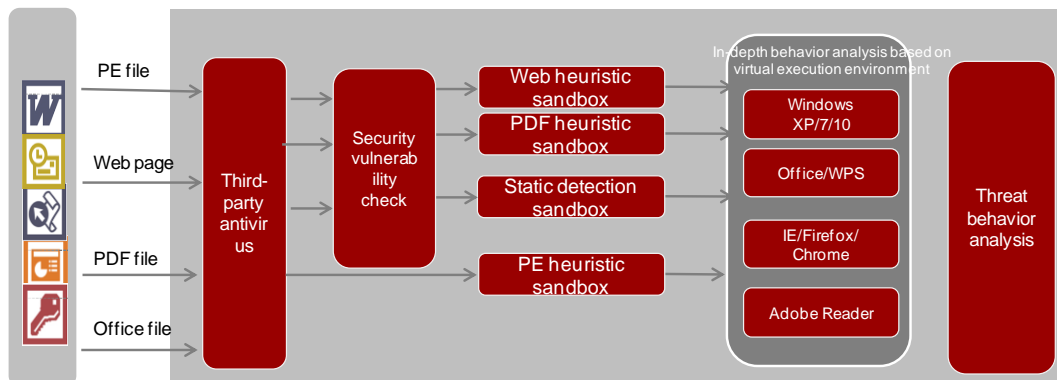 PE file
Web page
PDF file
Office file
Third-
party
antivir
us
Security
vulnerab
ility
check
Web heuristic
sandbox
PDF heuristic
sandbox
Static detection
sandbox
PE heuristic
sandbox
In-depth behavior analysis based on
virtual execution environment
Windows
XP/7/10
Office/WPS
IE/Firefox/
Chrome
Adobe Reader
Threat
behavior
analysis